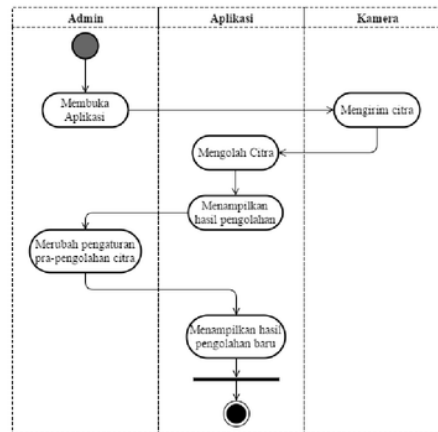 Admin
Aplikasi
Kamera
Membuka
Aplikasi
Mengirim citra
Mengolah Citra
Menampilkan
hasil pengolahan
Merubah pengaturan
pra-pengolahan citra
Menampilkan hasil
pengolahan baru